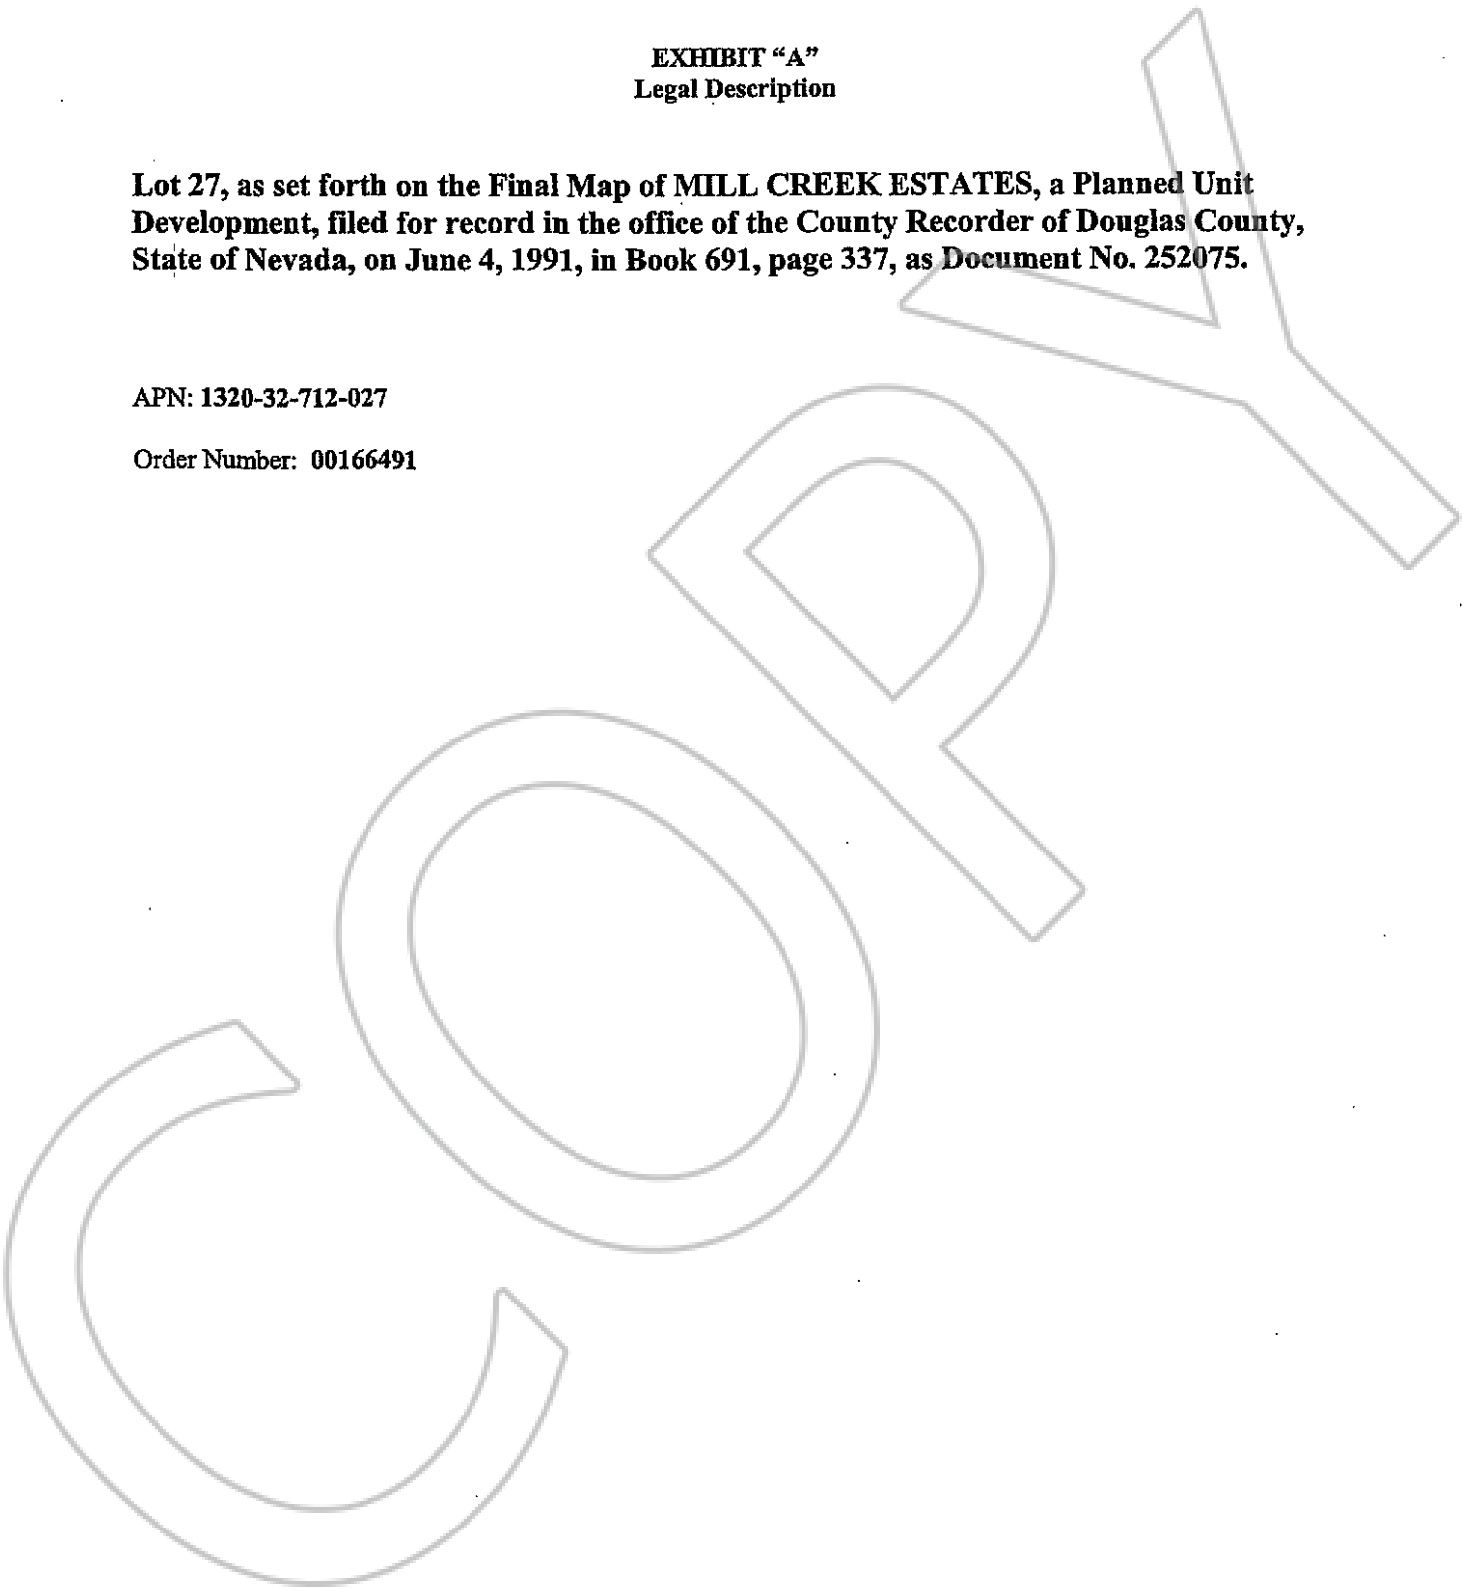 EXHIBIT “A”
Legal Description
Lot 27, as set forth on the Final Map of MILL CREEK ESTATES, a Planned Unit
Development, filed for record in the office of the County Recorder of Douglas County,
State of Nevada, on June 4, 1991, in Book 691, page 337, as Document No. 252075.
APN: 1320-32-712-027
Order Number: 00166491
COPY